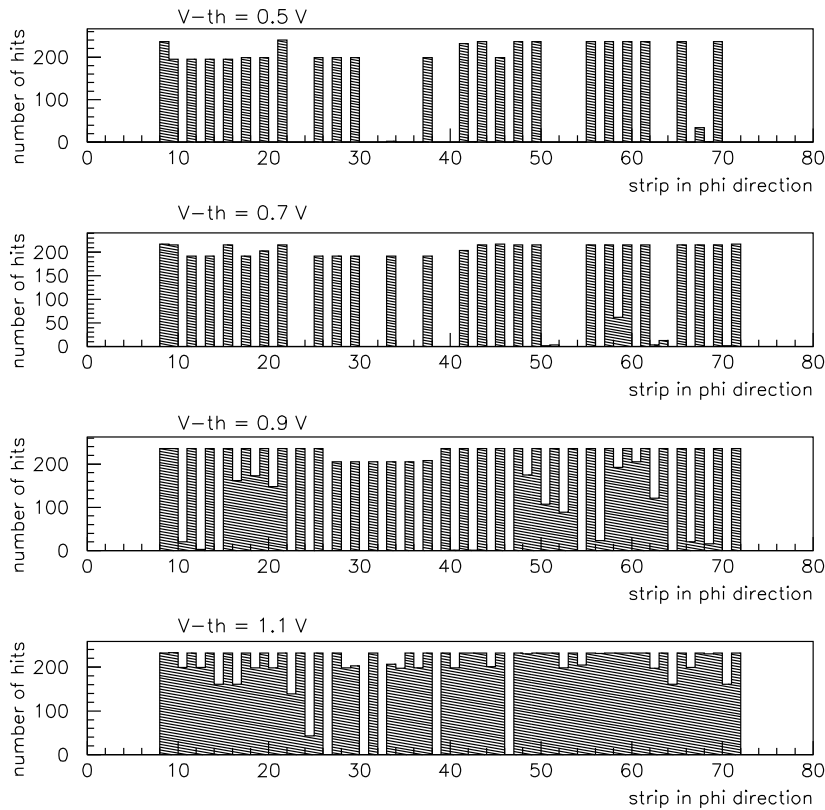 V-th = 0.5 V
number of hits
200
100
0
0 10 20 30 40 50 60 70 80
strip in phi direction
V-th = 0.7 V
number of hits
200
150
100
50
0
0 10 20 30 40 50 60 70 80
strip in phi direction
V-th = 0.9 V
number of hits
200
100
0
0 10 20 30 40 50 60 70 80
strip in phi direction
V-th = 1.1 V
number of hits
200
100
0
0 10 20 30 40 50 60 70 80
strip in phi direction